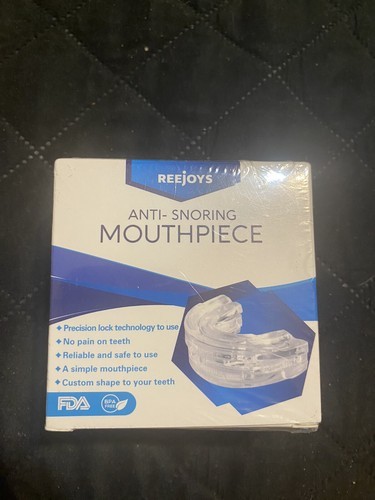 REEJOYS
ANTI- SNORING
MOUTHPIECE
Precision lock technology to use
No pain on teeth
Reliable and safe to use
A simple mouthpiece
Custom shape to your teeth
FDA
BPA
FREE